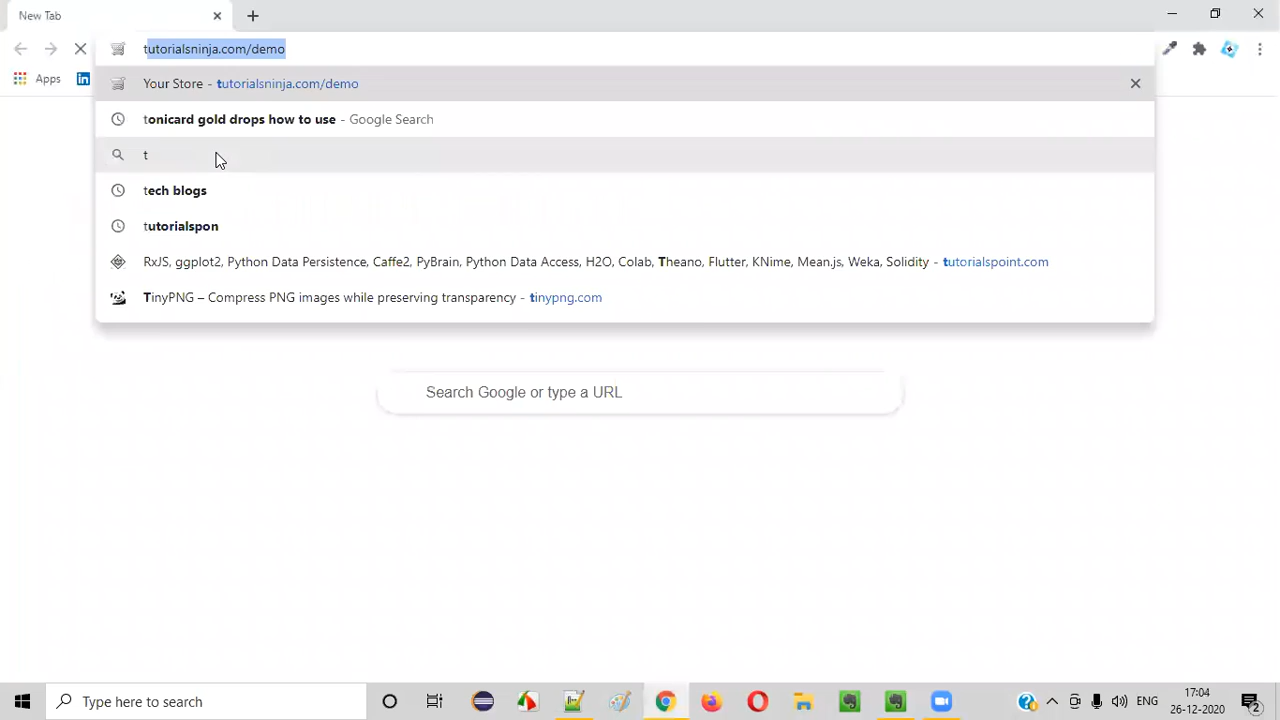 New Tab
tutorialsninja.com/demo
Apps
Your Store - tutorialsninja.com/demo
tonicard gold drops how to use - Google Search
t
tech blogs
tutorialspon
RxJS, ggplot2, Python Data Persistence, Caffe2, PyBrain, Python Data Access, H2O, Colab, Theano, Flutter, KNime, Mean.js, Weka, Solidity - tutorialspoint.com
TinyPNG – Compress PNG images while preserving transparency - tinypng.com
Search Google or type a URL
Type here to search
ENG
17:04
26-12-2020
2